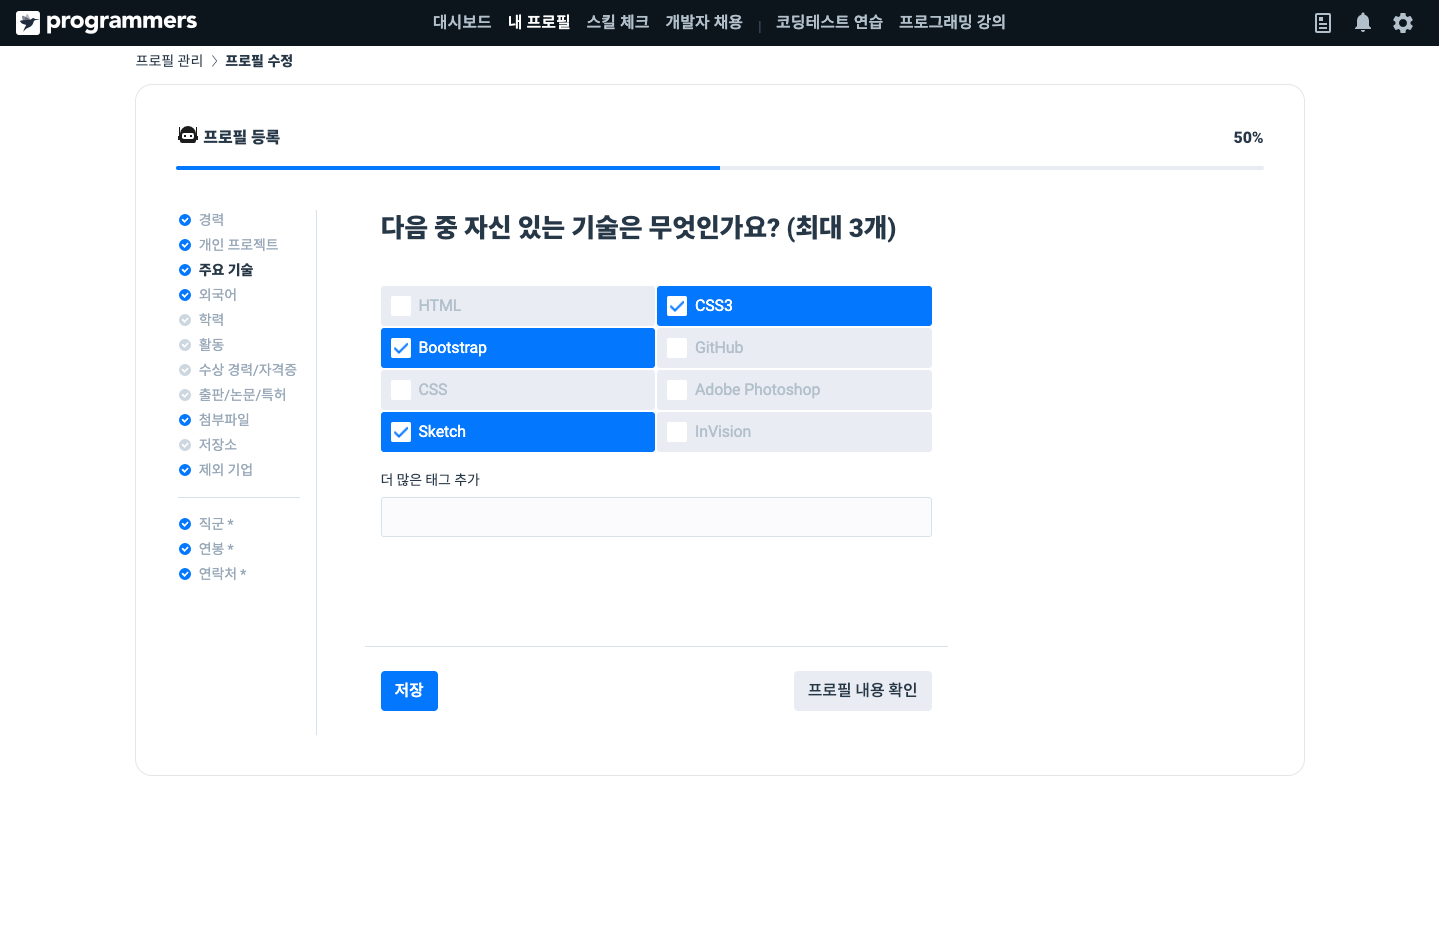 programmers 대시보드 내 프로필 스킬 체크 개발자 채용 | 코딩테스트 연습 프로그래밍 강의
프로필 관리 > 프로필 수정
프로필 등록 50%
경력
개인 프로젝트
주요 기술
외국어
학력
활동
수상 경력/자격증
출판/논문/특허
첨부파일
저장소
제외 기업
직군 *
연봉 *
연락처 *
다음 중 자신 있는 기술은 무엇인가요? (최대 3개)
HTML CSS3
Bootstrap GitHub
CSS Adobe Photoshop
Sketch InVision
더 많은 태그 추가
저장 프로필 내용 확인